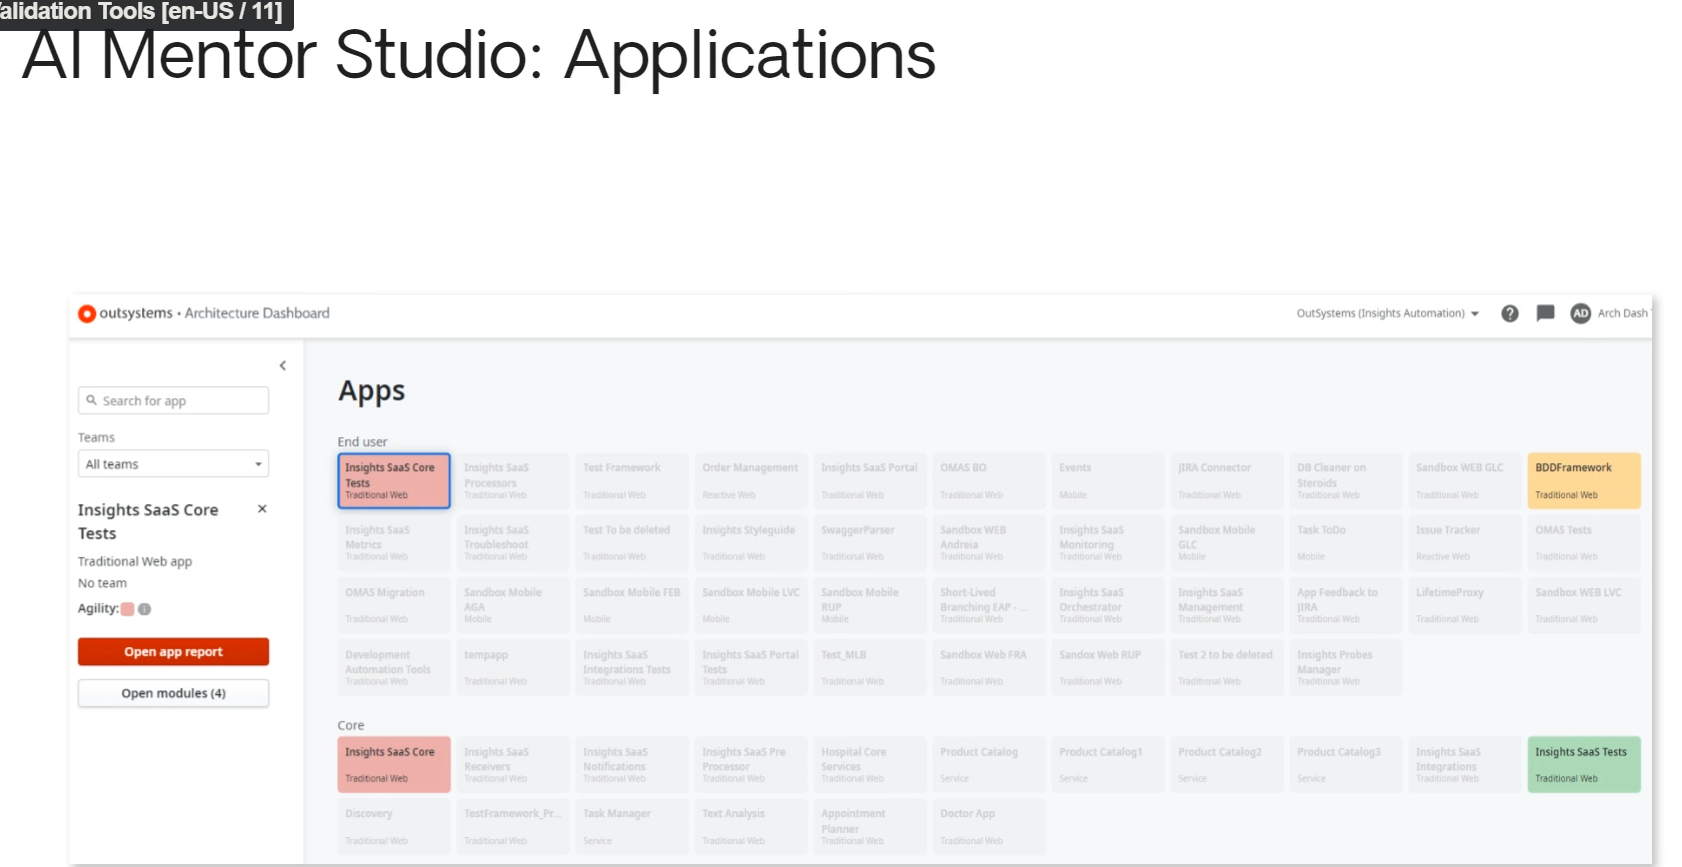 alidation Tools [en-US / 11]
AI Mentor Studio: Applications
outsystems • Architecture Dashboard
OutSystems (Insights Automation)
?
AD
Arch Dash
Search for app
Teams
All teams
Insights SaaS Core
Tests
Traditional Web app
No team
Agility:
Open app report
Open modules (4)
Apps
End user
Insights SaaS Core
Tests
Traditional Web
Insights SaaS
Processors
Traditional Web
Test Framework
Traditional Web
Order Management
Reactive Web
Insights SaaS Portal
Traditional Web
OMAS BO
Traditional Web
Events
Mobile
JIRA Connector
Traditional Web
DB Cleaner on
Steroids
Traditional Web
Sandbox WEB GLC
Traditional Web
BDDFramework
Traditional Web
Insights SaaS
Metrics
Traditional Web
Insights SaaS
Troubleshoot
Traditional Web
Test To be deleted
Traditional Web
Insights Styleguide
Traditional Web
SwaggerParser
Traditional Web
Sandbox WEB
Andreia
Traditional Web
Insights SaaS
Monitoring
Traditional Web
Sandbox Mobile
GLC
Mobile
Task ToDo
Mobile
Issue Tracker
Reactive Web
OMAS Tests
Traditional Web
OMAS Migration
Traditional Web
Sandbox Mobile
AGA
Mobile
Sandbox Mobile FEB
Mobile
Sandbox Mobile LVC
Mobile
Sandbox Mobile
RUP
Mobile
Short-Lived
Branching EAP - ...
Traditional Web
Insights SaaS
Orchestrator
Traditional Web
Insights SaaS
Management
Traditional Web
App Feedback to
JIRA
Traditional Web
LifetimeProxy
Traditional Web
Sandbox WEB LVC
Traditional Web
Development
Automation Tools
Traditional Web
tempapp
Traditional Web
Insights SaaS
Integrations Tests
Traditional Web
Insights SaaS Portal
Tests
Traditional Web
Test_MLB
Traditional Web
Sandbox Web FRA
Traditional Web
Sandox Web RUP
Traditional Web
Test 2 to be deleted
Traditional Web
Insights Probes
Manager
Traditional Web
Core
Insights SaaS Core
Traditional Web
Insights SaaS
Receivers
Traditional Web
Insights SaaS
Notifications
Traditional Web
Insights SaaS Pre
Processor
Traditional Web
Hospital Core
Services
Traditional Web
Product Catalog
Service
Product Catalog1
Service
Product Catalog2
Service
Product Catalog3
Service
Insights SaaS
Integrations
Traditional Web
Insights SaaS Tests
Traditional Web
Discovery
Traditional Web
TestFramework_Pr...
Traditional Web
Task Manager
Service
Text Analysis
Traditional Web
Appointment
Planner
Traditional Web
Doctor App
Traditional Web